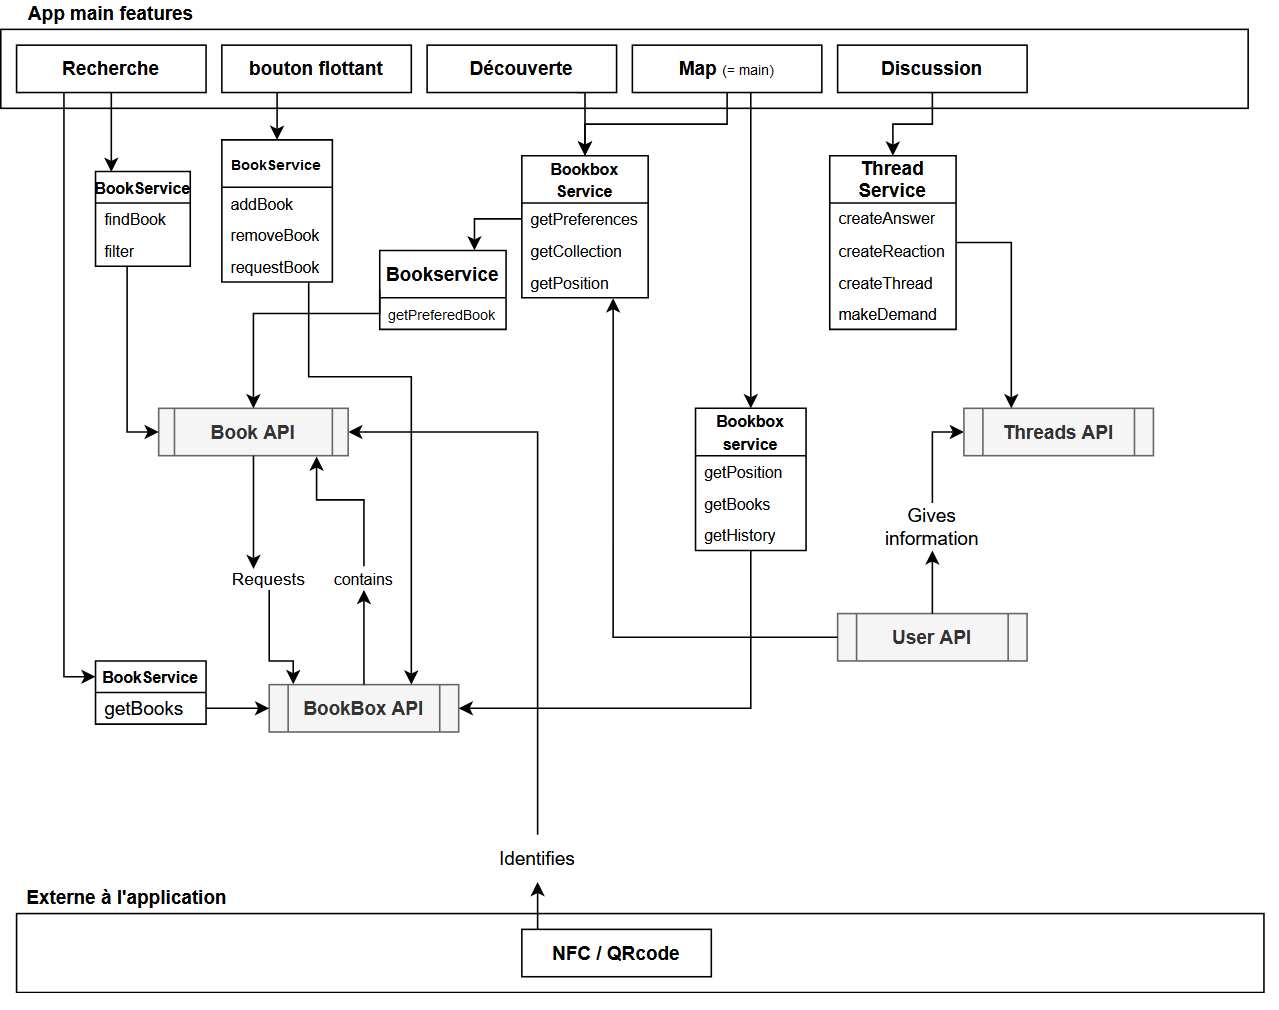 App main features
Recherche
bouton flottant
Découverte
Map (= main)
Discussion
BookService
findBook
filter
BookService
addBook
removeBook
requestBook
Bookbox
Service
getPreferences
getCollection
getPosition
Thread
Service
createAnswer
createReaction
createThread
makeDemand
Bookservice
getPreferedBook
Book API
Bookbox
service
getPosition
getBooks
getHistory
Threads API
Gives
information
Requests
contains
User API
BookService
getBooks
BookBox API
Identifies
Externe à l'application
NFC / QRcode